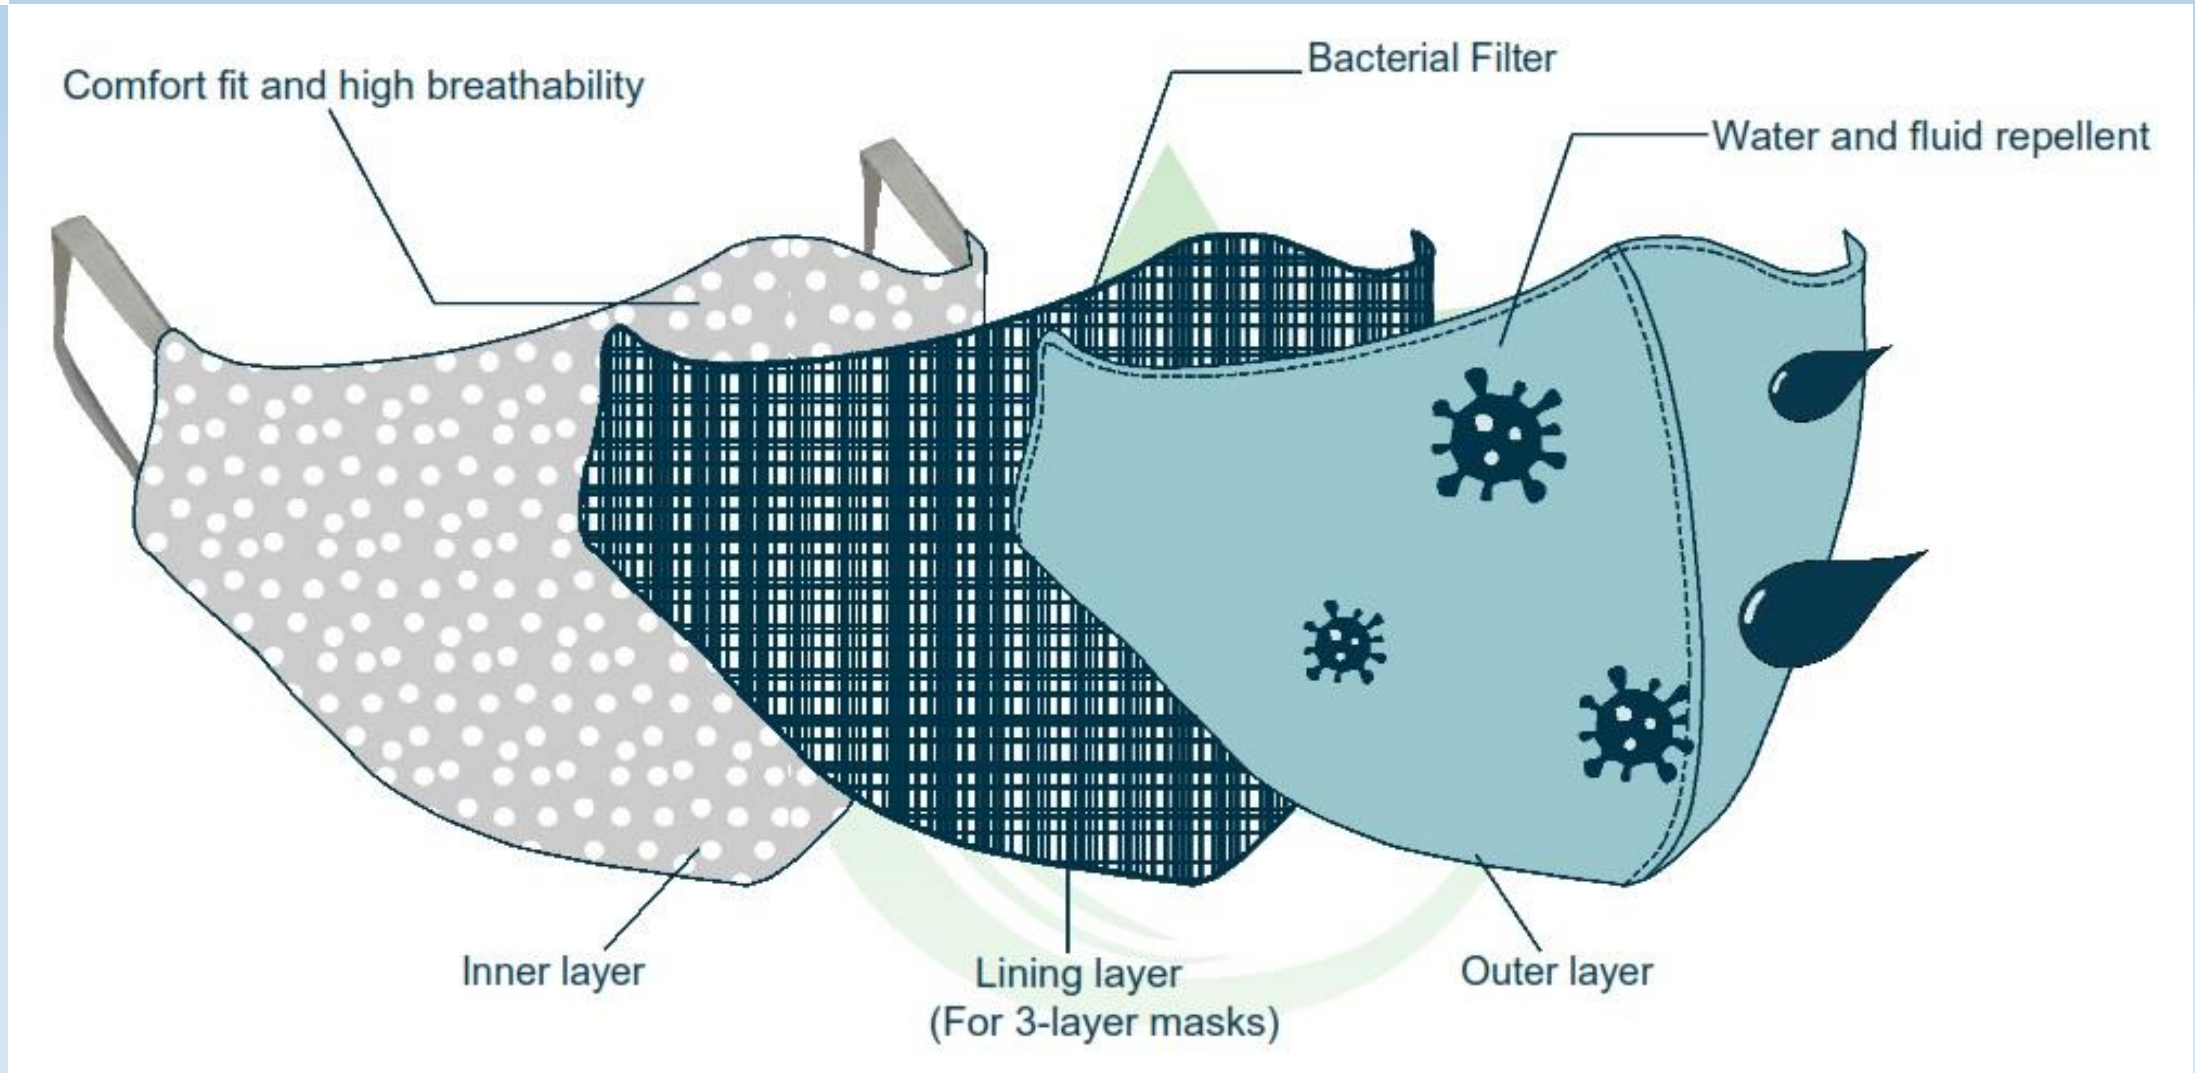 Comfort fit and high breathability
Bacterial Filter
Water and fluid repellent
Inner layer
Lining layer
(For 3-layer masks)
Outer layer